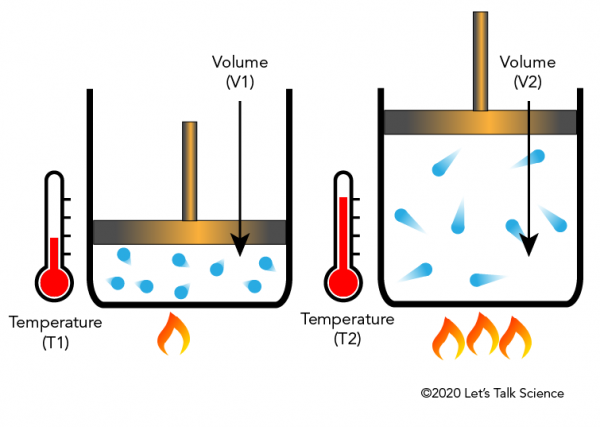 Volume
(V1)
Volume
(V2)
Temperature
(T1)
Temperature
(T2)
©2020 Let's Talk Science